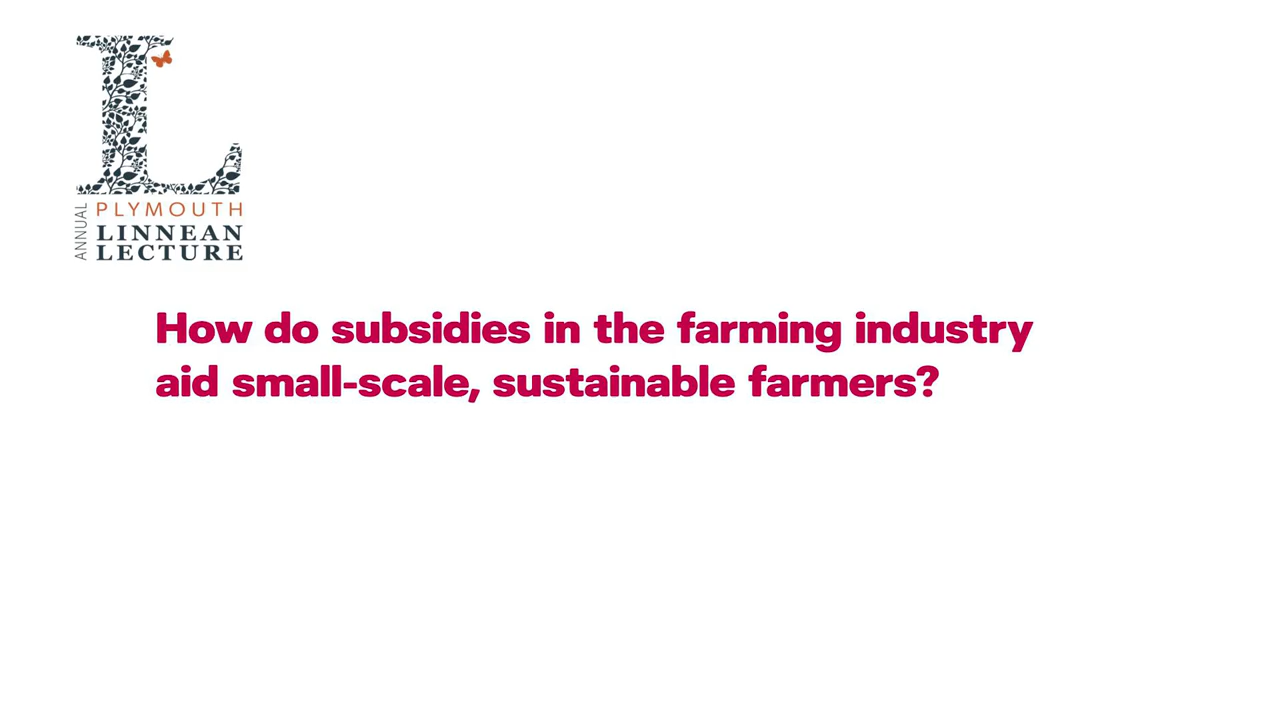 L
ANNUAL
PLYMOUTH
LINNEAN
LECTURE
How do subsidies in the farming industry
aid small-scale, sustainable farmers?